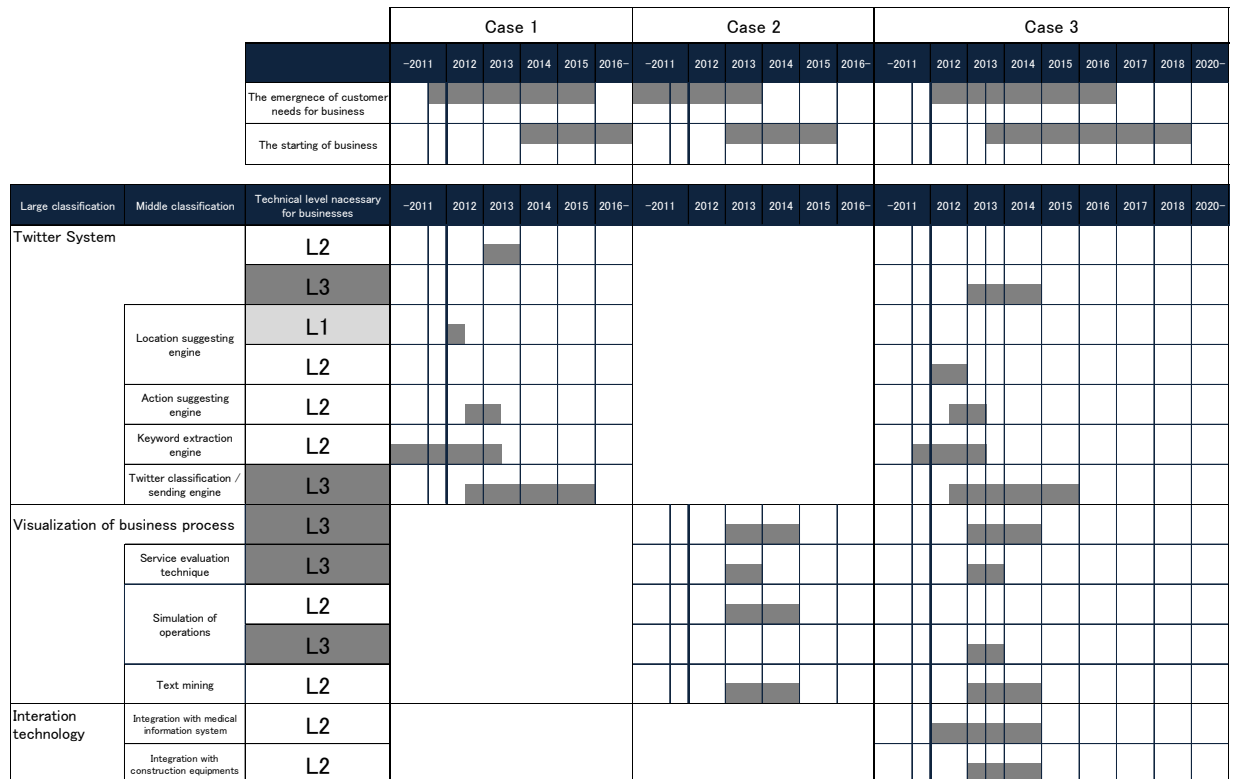 Case 1 Case 2 Case 3
-2011 2012 2013 2014 2015 2016- -2011 2012 2013 2014 2015 2016- -2011 2012 2013 2014 2015 2016 2017 2018 2020-
The emergnece of customer
needs for business
The starting of business
Large classification Middle classification Technical level nacessary
for businesses
-2011 2012 2013 2014 2015 2016- -2011 2012 2013 2014 2015 2016- -2011 2012 2013 2014 2015 2016 2017 2018 2020-
Twitter System
L2
L3
Location suggesting
engine
L1
L2
Action suggesting
engine
L2
Keyword extraction
engine
L2
Twitter classification /
sending engine
L3
Visualization of business process
L3
Service evaluation
technique
L3
Simulation of
operations
L2
L3
Text mining
L2
Interation
technology
Integration with medical
information system
L2
Integration with
construction equipments
L2